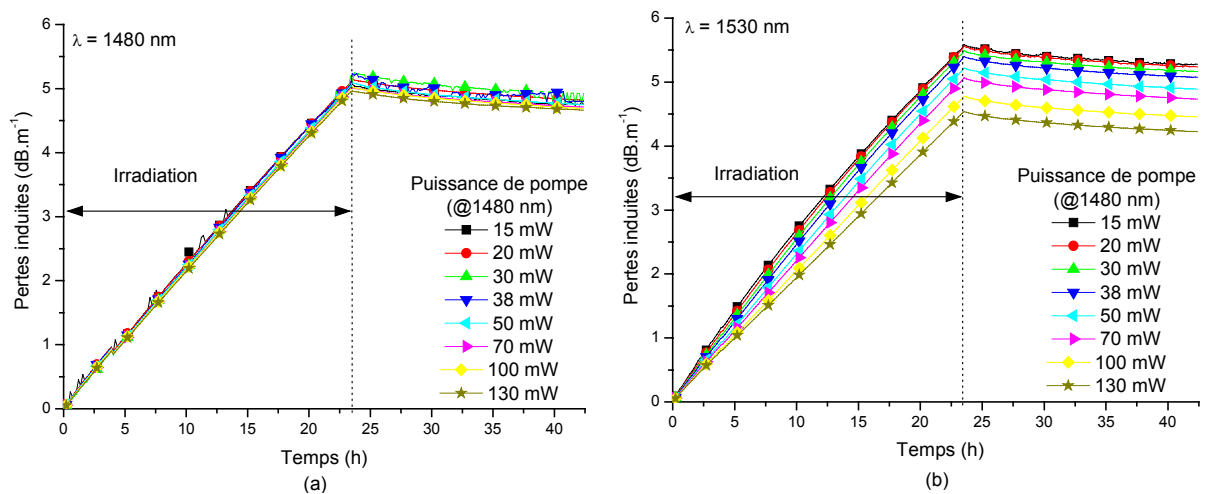 λ = 1480 nm
Pertes induites (dB.m⁻¹)
6
5
4
3
2
1
0
Irradiation
Puissance de pompe
(@1480 nm)
15 mW
20 mW
30 mW
38 mW
50 mW
70 mW
100 mW
130 mW
0 5 10 15 20 25 30 35 40
Temps (h)
(a)
λ = 1530 nm
Pertes induites (dB.m⁻¹)
6
5
4
3
2
1
0
Irradiation
Puissance de pompe
(@1480 nm)
15 mW
20 mW
30 mW
38 mW
50 mW
70 mW
100 mW
130 mW
0 5 10 15 20 25 30 35 40
Temps (h)
(b)